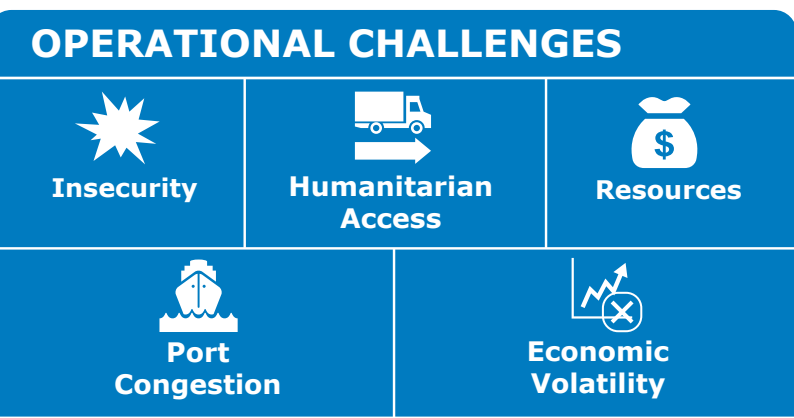 OPERATIONAL CHALLENGES
Insecurity
Humanitarian
Access
$
Resources
Port
Congestion
Economic
Volatility